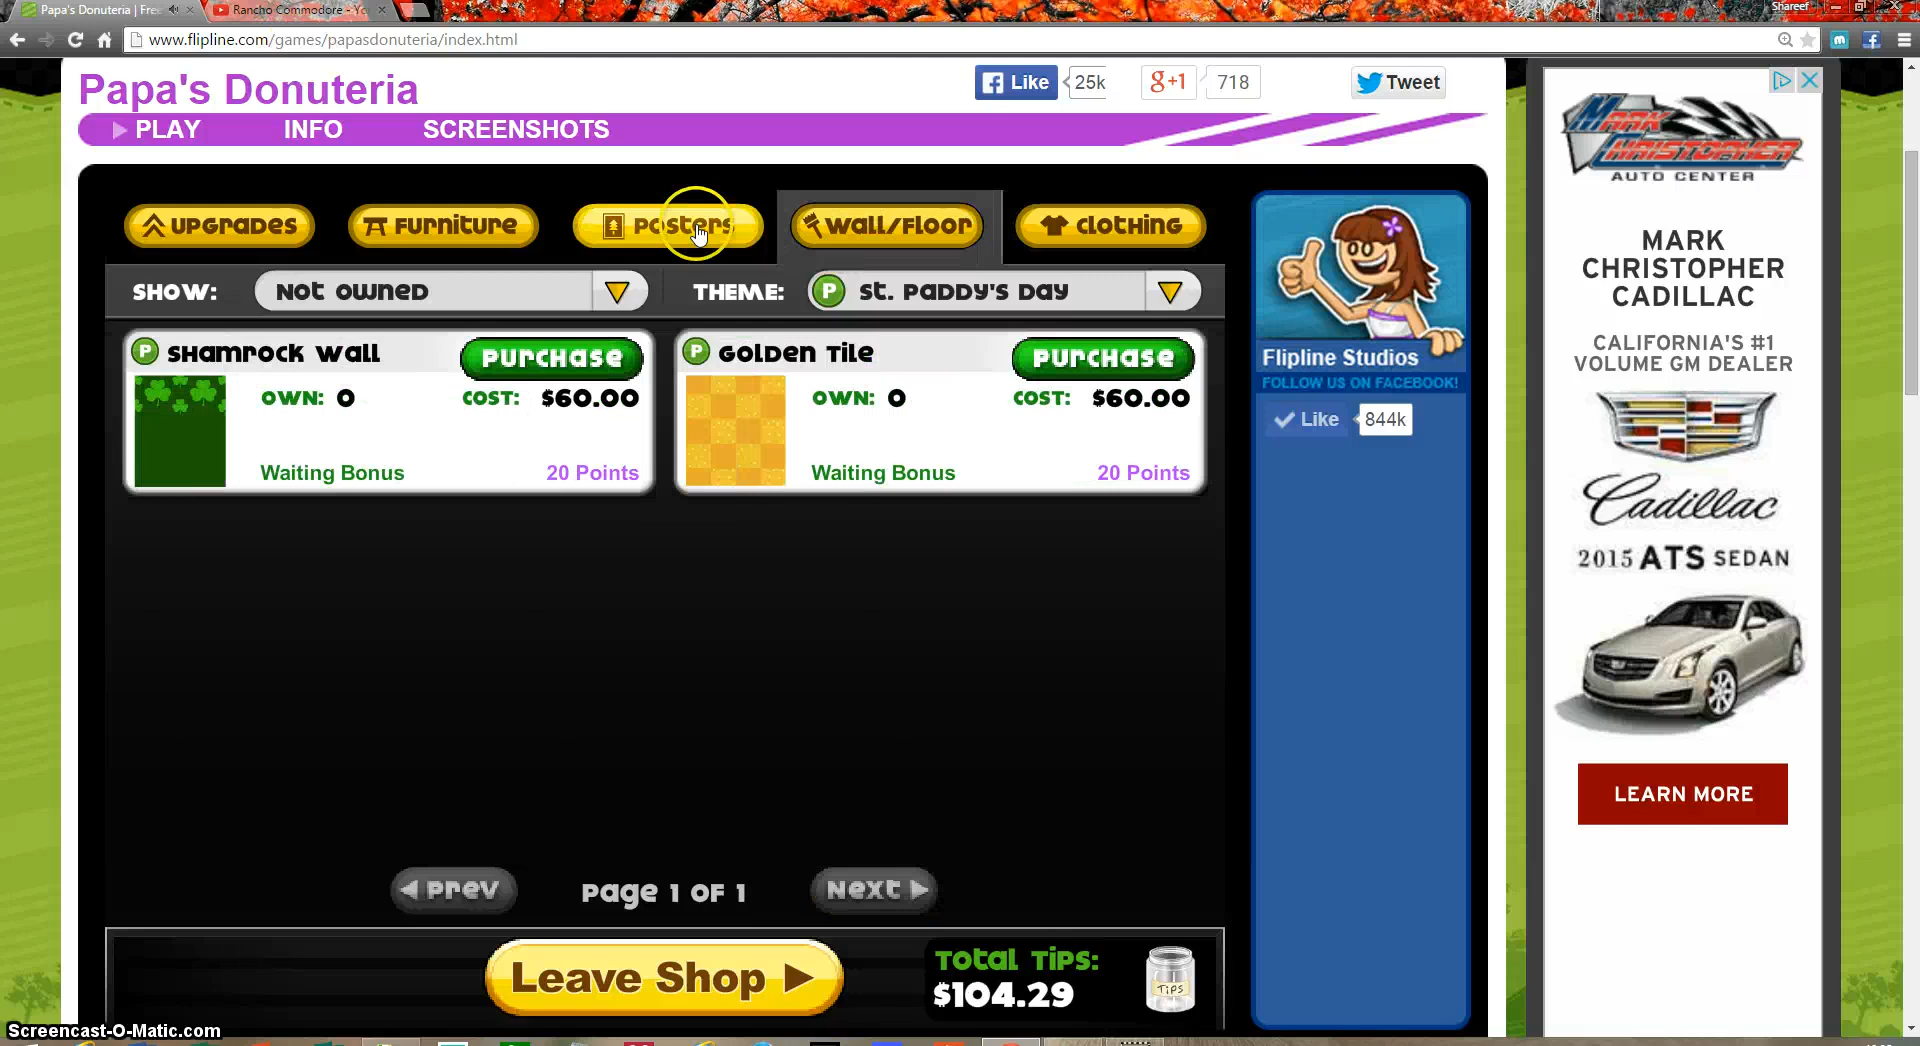 Papa's Donuteria | Free
Rancho Commodore - Yo
Shareef
www.flipline.com/games/papasdonuteria/index.html
Papa's Donuteria
Like 25k
g+1 718
Tweet
PLAY INFO SCREENSHOTS
UPGRADES FURNITURE POSTERS WALL/FLOOR CLOTHING
SHOW: NOT OWNED THEME: P ST. PADDY'S DAY
P SHAMROCK WALL PURCHASE
OWN: 0 COST: $60.00
Waiting Bonus 20 Points
P GOLDEN TILE PURCHASE
OWN: 0 COST: $60.00
Waiting Bonus 20 Points
PREV PAGE 1 OF 1 NEXT
Leave Shop
TOTAL TIPS:
$104.29
TIPS
Flipline Studios
FOLLOW US ON FACEBOOK!
Like 844k
MARK
CHRISTOPHER
AUTO CENTER
MARK
CHRISTOPHER
CADILLAC
CALIFORNIA'S #1
VOLUME GM DEALER
Cadillac
2015 ATS SEDAN
LEARN MORE
Screencast-O-Matic.com